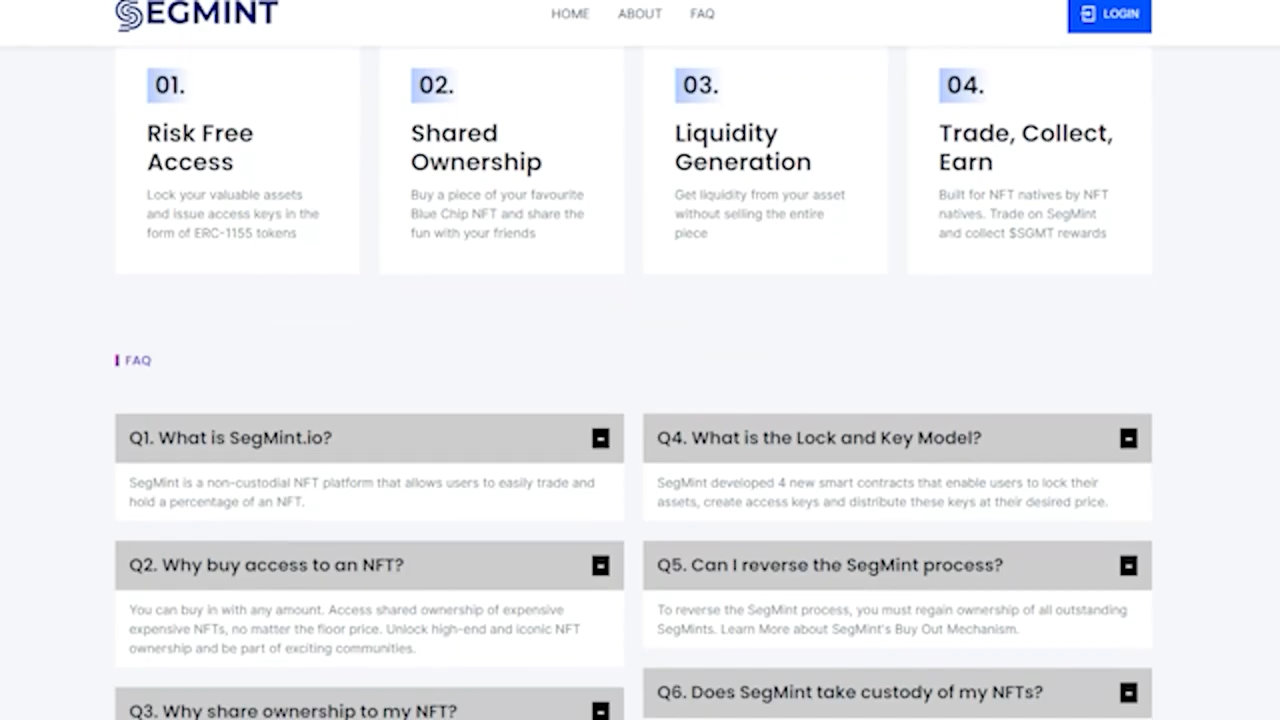 SEGMINT
HOME
ABOUT
FAQ
LOGIN
01.
Risk Free
Access
Lock your valuable assets
and issue access keys in the
form of ERC-1155 tokens
02.
Shared
Ownership
Buy a piece of your favourite
Blue Chip NFT and share the
fun with your friends
03.
Liquidity
Generation
Get liquidity from your asset
without selling the entire
piece
04.
Trade, Collect,
Earn
Built for NFT natives by NFT
natives. Trade on SegMint
and collect $SGMT rewards
FAQ
Q1. What is SegMint.io?
SegMint is a non-custodial NFT platform that allows users to easily trade and
hold a percentage of an NFT.
Q2. Why buy access to an NFT?
You can buy in with any amount. Access shared ownership of expensive
expensive NFTs, no matter the floor price. Unlock high-end and iconic NFT
ownership and be part of exciting communities.
Q3. Why share ownership to my NFT?
Q4. What is the Lock and Key Model?
SegMint developed 4 new smart contracts that enable users to lock their
assets, create access keys and distribute these keys at their desired price.
Q5. Can I reverse the SegMint process?
To reverse the SegMint process, you must regain ownership of all outstanding
SegMints. Learn More about SegMint's Buy Out Mechanism.
Q6. Does SegMint take custody of my NFTs?